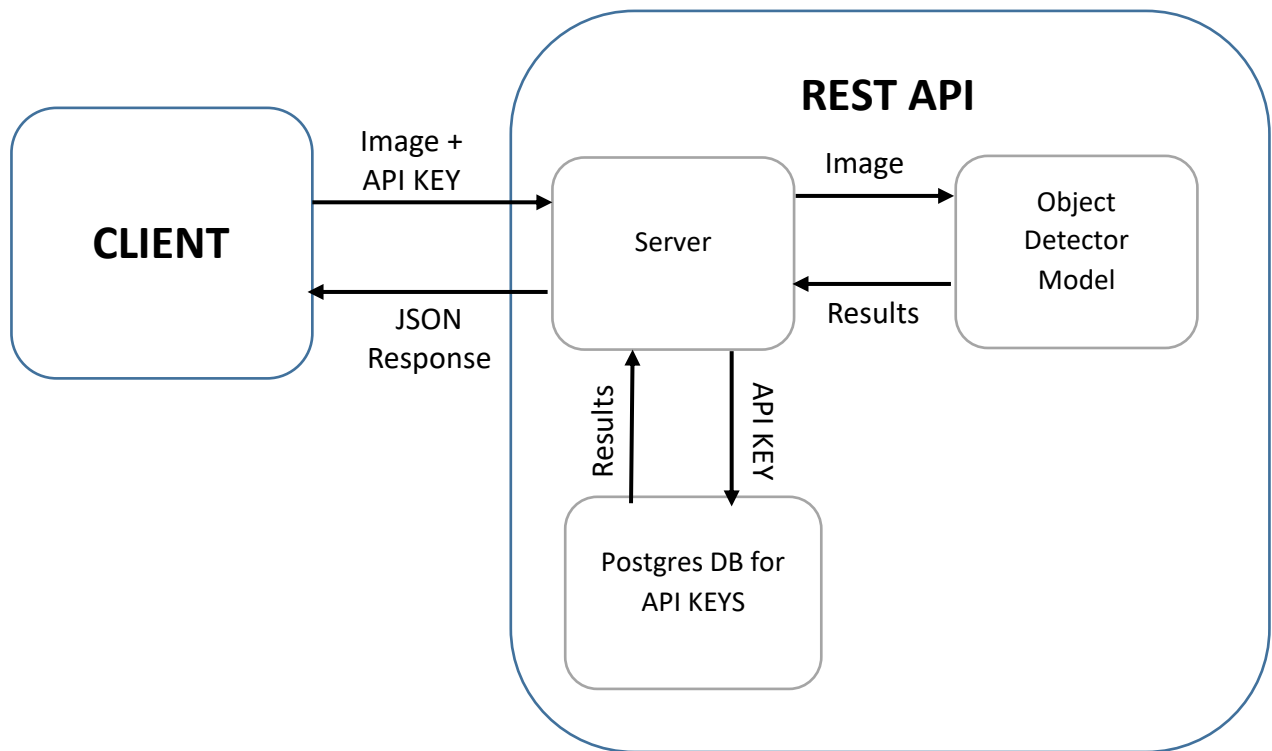 REST API
Image +
API KEY
CLIENT
JSON
Response
Server
Image
Results
Object
Detector
Model
Results
API KEY
Postgres DB for
API KEYS